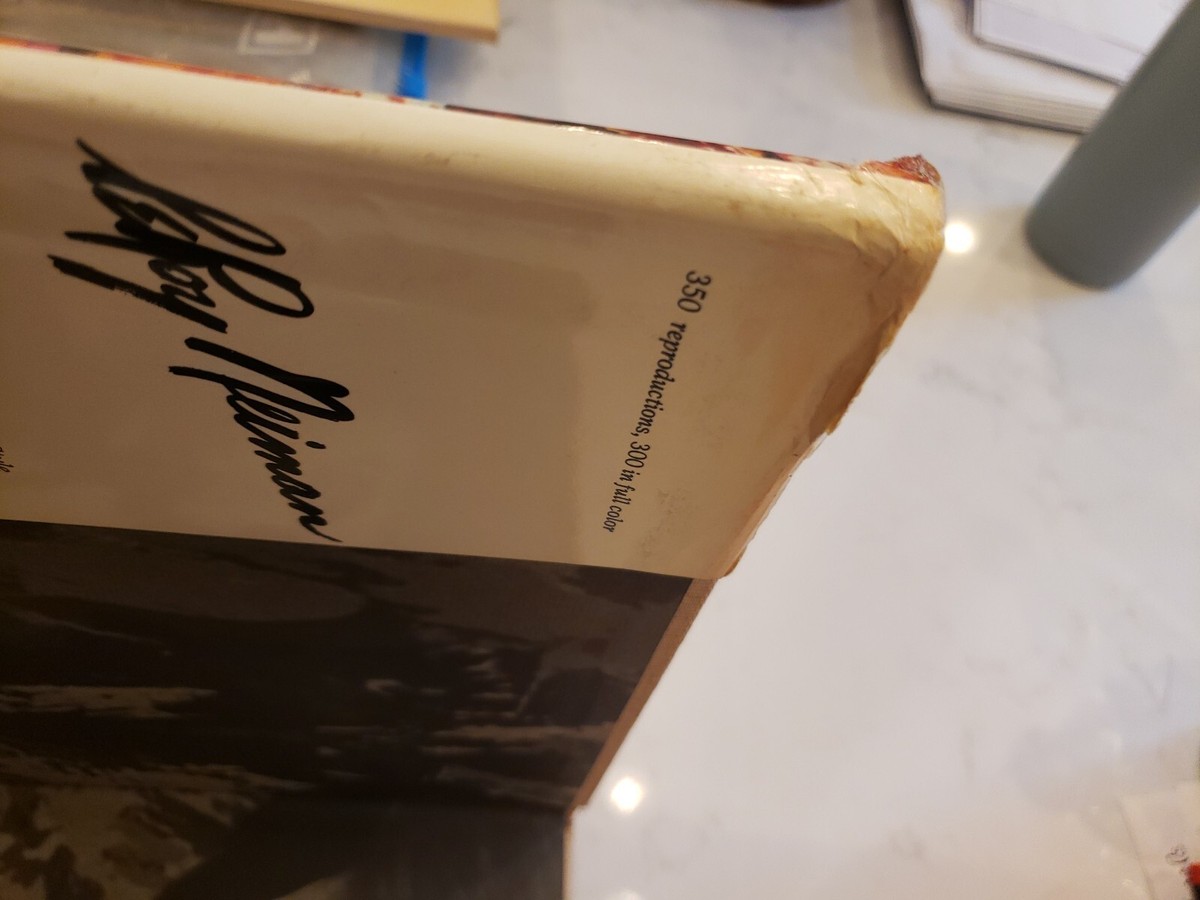 350 reproductions, 300 in full color
LeRoy Neiman